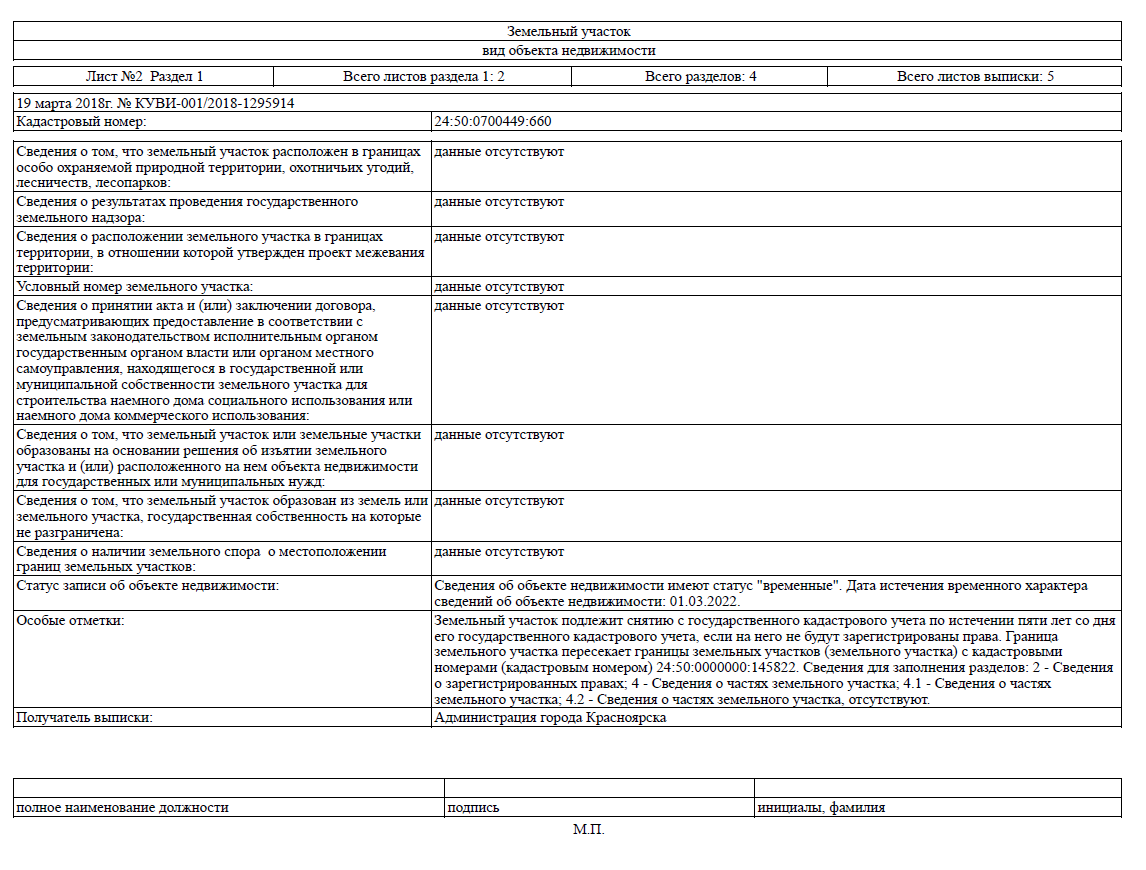 Земельный участок
вид объекта недвижимости
Лист №2 Раздел 1
Всего листов раздела 1: 2
Всего разделов: 4
Всего листов выписки: 5
19 марта 2018г. № КУВИ-001/2018-1295914
Кадастровый номер:
24:50:0700449:660
Сведения о том, что земельный участок расположен в границах
особо охраняемой природной территории, охотничьих угодий,
лесничеств, лесопарков:
данные отсутствуют
Сведения о результатах проведения государственного
земельного надзора:
данные отсутствуют
Сведения о расположении земельного участка в границах
территории, в отношении которой утвержден проект межевания
территории:
данные отсутствуют
Условный номер земельного участка:
данные отсутствуют
Сведения о принятии акта и (или) заключении договора,
предусматривающих предоставление в соответствии с
земельным законодательством исполнительным органом
государственным органом власти или органом местного
самоуправления, находящегося в государственной или
муниципальной собственности земельного участка для
строительства наемного дома социального использования или
наемного дома коммерческого использования:
данные отсутствуют
Сведения о том, что земельный участок или земельные участки
образованы на основании решения об изъятии земельного
участка и (или) расположенного на нем объекта недвижимости
для государственных или муниципальных нужд:
данные отсутствуют
Сведения о том, что земельный участок образован из земель или
земельного участка, государственная собственность на которые
не разграничена:
данные отсутствуют
Сведения о наличии земельного спора о местоположении
границ земельных участков:
данные отсутствуют
Статус записи об объекте недвижимости:
Сведения об объекте недвижимости имеют статус "временные". Дата истечения временного характера
сведений об объекте недвижимости: 01.03.2022.
Особые отметки:
Земельный участок подлежит снятию с государственного кадастрового учета по истечении пяти лет со дня
его государственного кадастрового учета, если на него не будут зарегистрированы права. Граница
земельного участка пересекает границы земельных участков (земельного участка) с кадастровыми
номерами (кадастровым номером) 24:50:0000000:145822. Сведения для заполнения разделов: 2 - Сведения
о зарегистрированных правах; 4 - Сведения о частях земельного участка; 4.1 - Сведения о частях
земельного участка; 4.2 - Сведения о частях земельного участка, отсутствуют.
Получатель выписки:
Администрация города Красноярска
полное наименование должности
подпись
инициалы, фамилия
М.П.